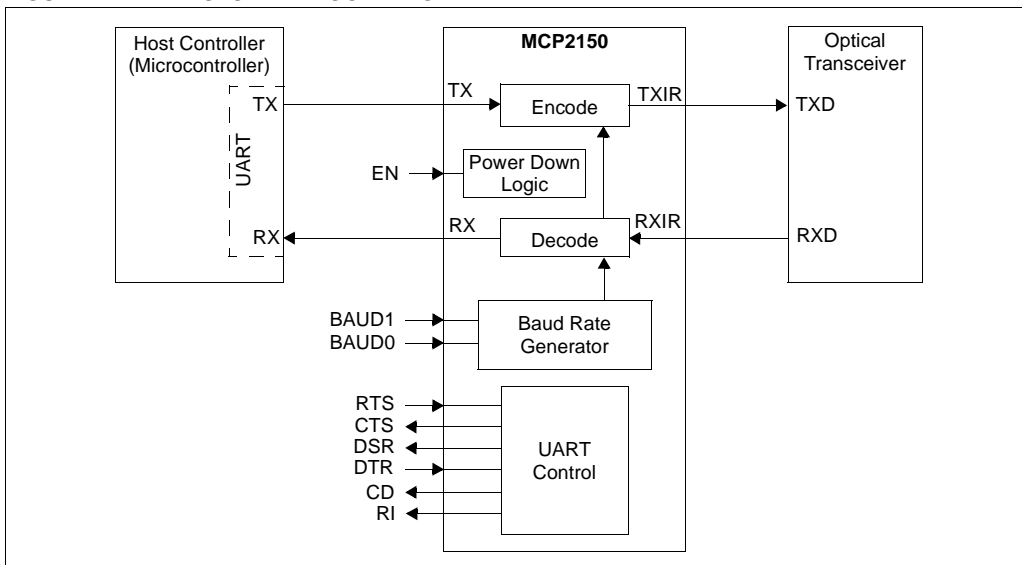 Host Controller
(Microcontroller)
MCP2150
Optical
Transceiver
TX
TX
Encode
TXIR
TXD
UART
EN
Power Down
Logic
RX
RX
Decode
RXIR
RXD
BAUD1
BAUD0
Baud Rate
Generator
RTS
CTS
DSR
DTR
CD
RI
UART
Control